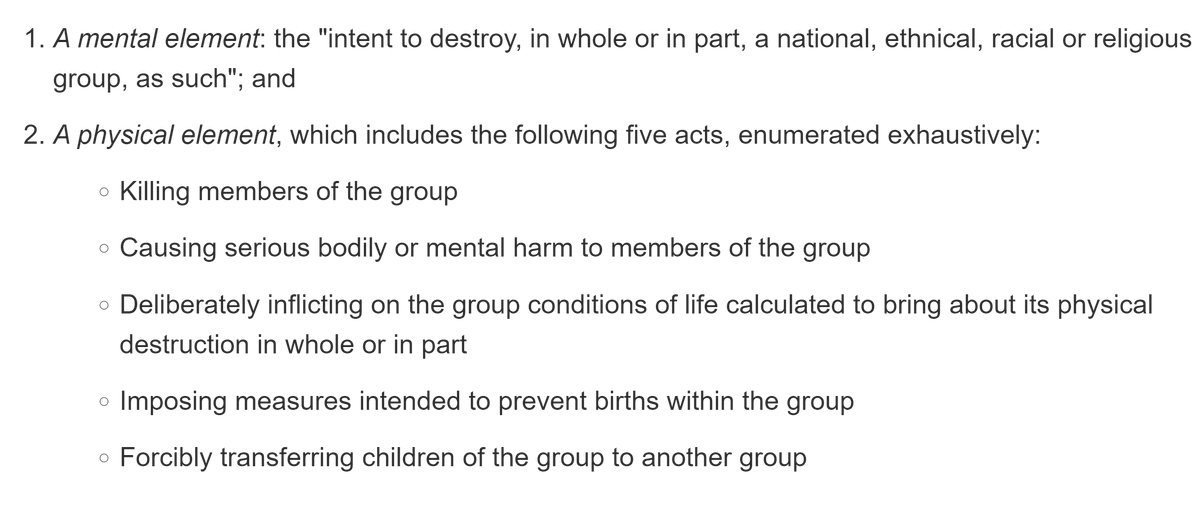 1. A mental element: the "intent to destroy, in whole or in part, a national, ethnical, racial or religious
group, as such"; and
2. A physical element, which includes the following five acts, enumerated exhaustively:
◦ Killing members of the group
◦ Causing serious bodily or mental harm to members of the group
◦ Deliberately inflicting on the group conditions of life calculated to bring about its physical
destruction in whole or in part
◦ Imposing measures intended to prevent births within the group
◦ Forcibly transferring children of the group to another group